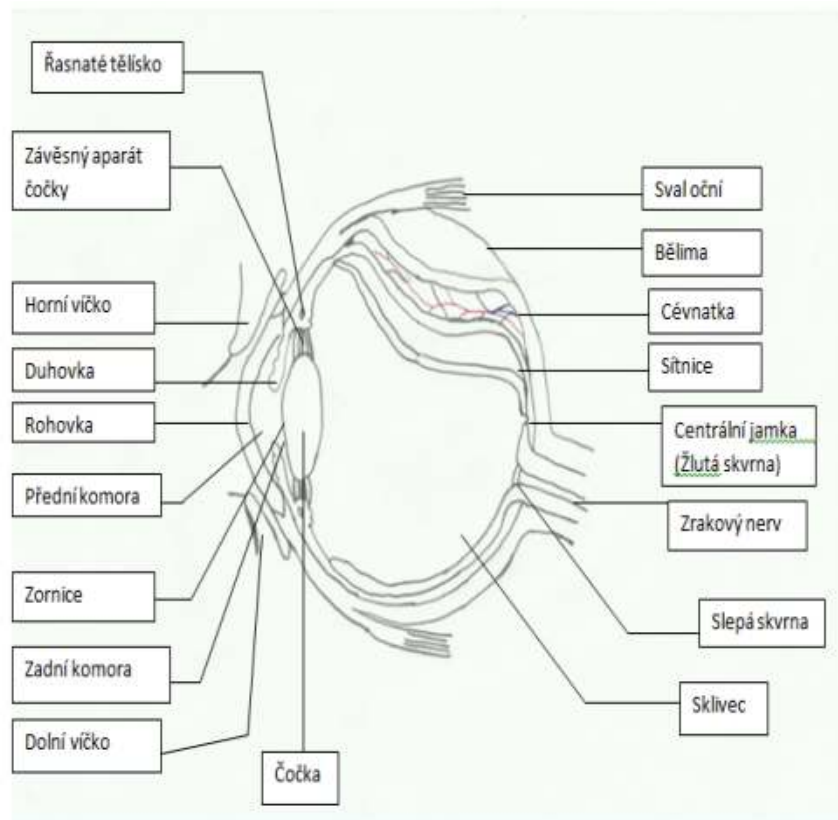 Řasnaté tělísko
Závěsný aparát
čočky
Horní víčko
Duhovka
Rohovka
Přední komora
Zornice
Zadní komora
Dolní víčko
Čočka
Sval oční
Bělima
Cévnatka
Sítnice
Centrální jamka
(Žlutá skvrna)
Zrakový nerv
Slepá skvrna
Sklivec